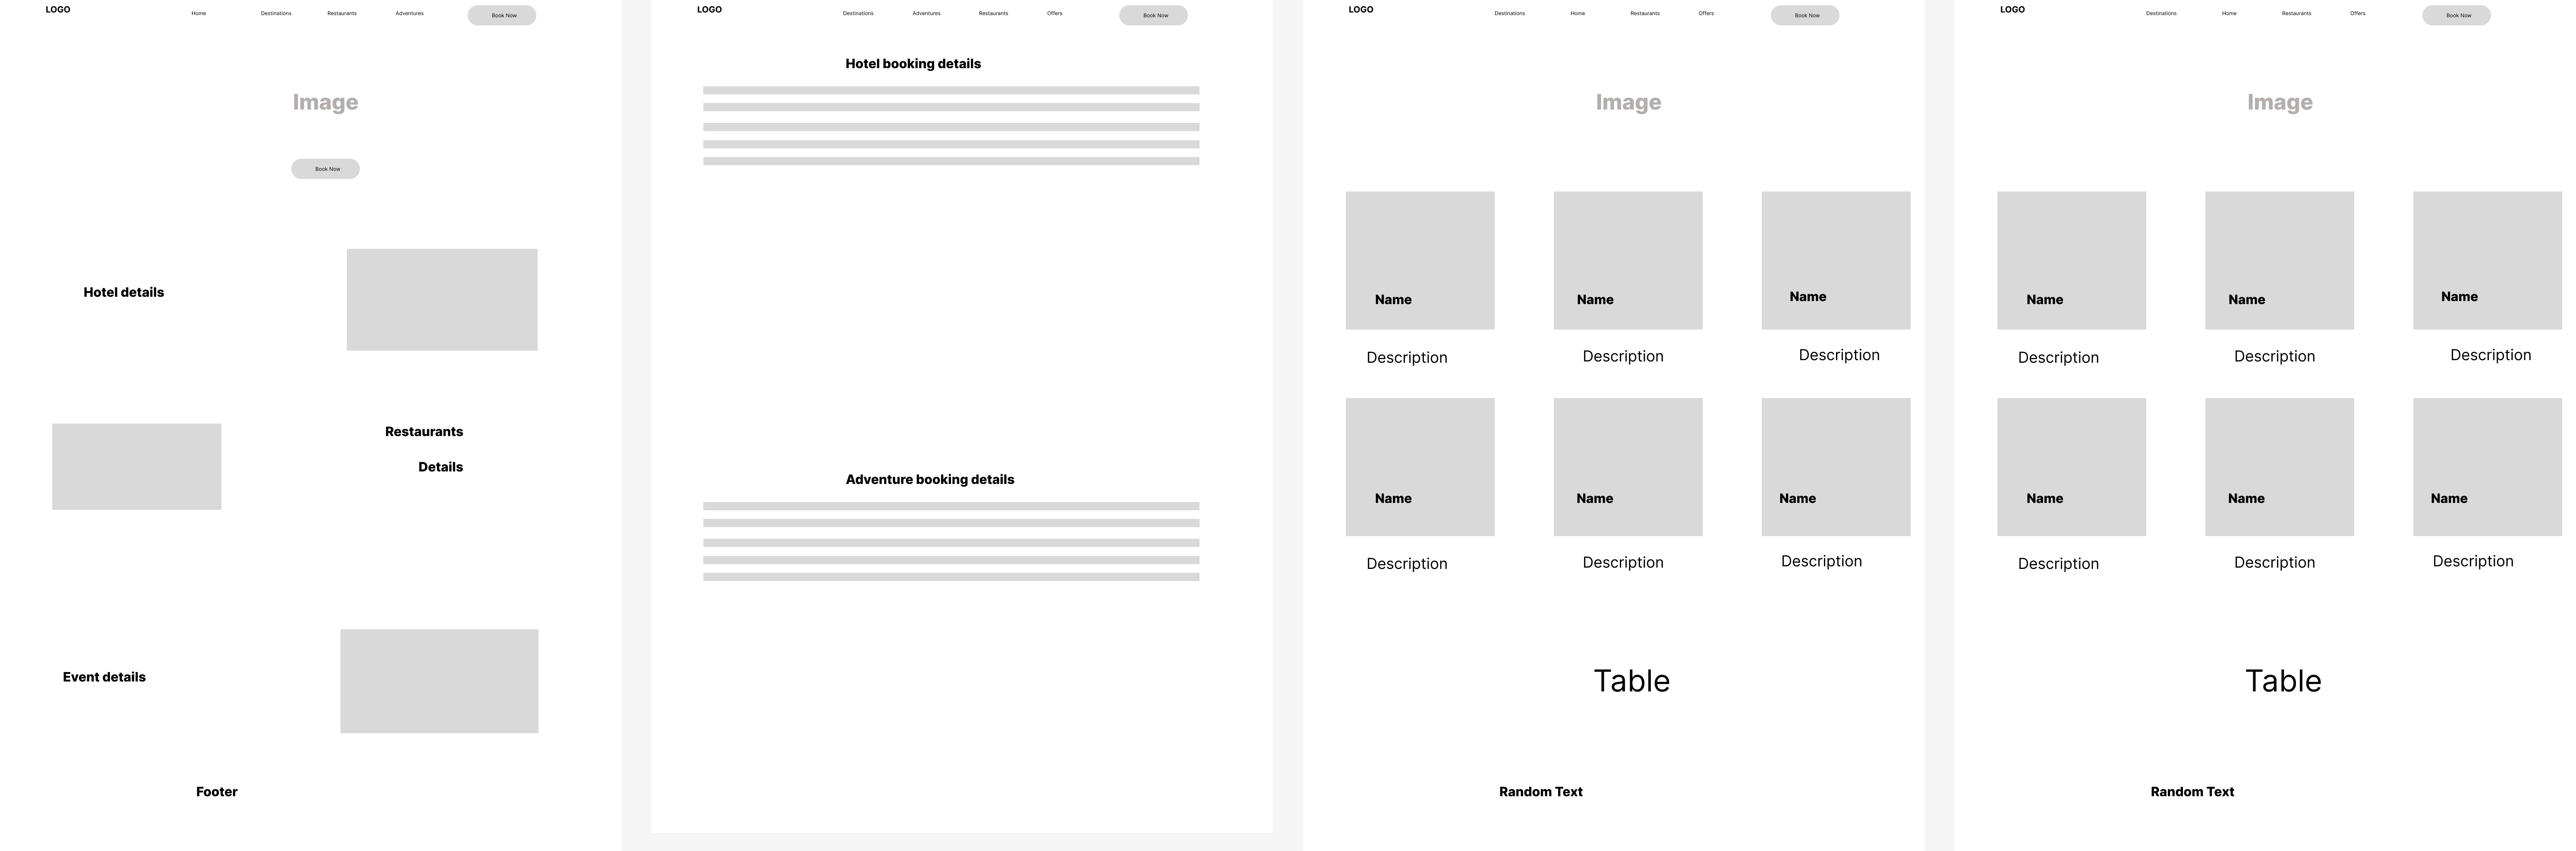 LOGO
Home
Destinations
Restaurants
Adventures
Book Now
Image
Book Now
Hotel details
Restaurants
Details
Event details
Footer
LOGO
Destinations
Adventures
Restaurants
Offers
Book Now
Hotel booking details
Adventure booking details
LOGO
Destinations
Home
Restaurants
Offers
Book Now
Image
Name
Name
Name
Description
Description
Description
Name
Name
Name
Description
Description
Description
Table
Random Text
LOGO
Destinations
Home
Restaurants
Offers
Book Now
Image
Name
Name
Name
Description
Description
Description
Name
Name
Name
Description
Description
Description
Table
Random Text